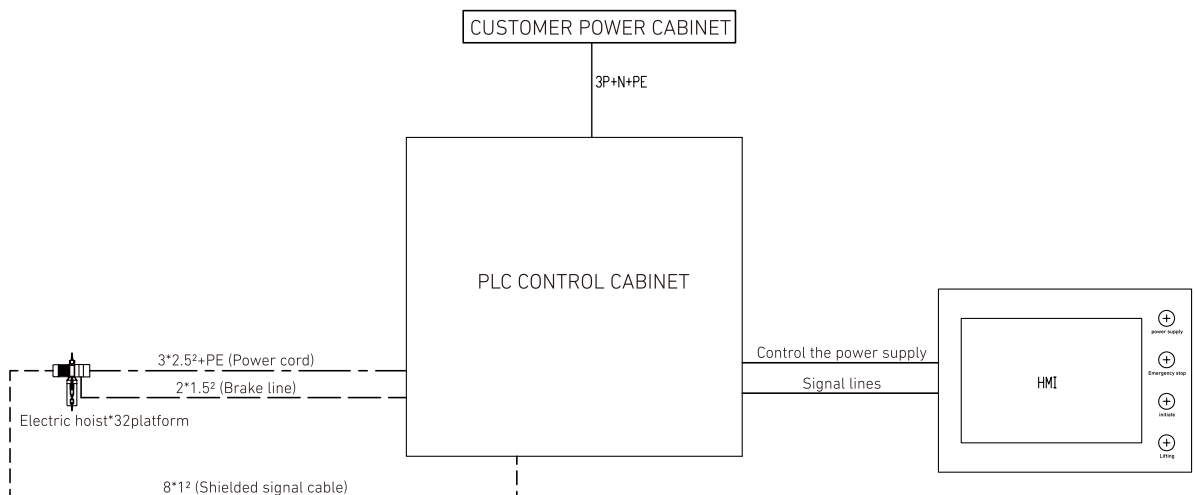 CUSTOMER POWER CABINET
3P+N+PE
PLC CONTROL CABINET
power supply
Emergency stop
initiate
Lifting
HMI
Control the power supply
Signal lines
3*2.5²+PE (Power cord)
2*1.5² (Brake line)
Electric hoist*32platform
8*1² (Shielded signal cable)